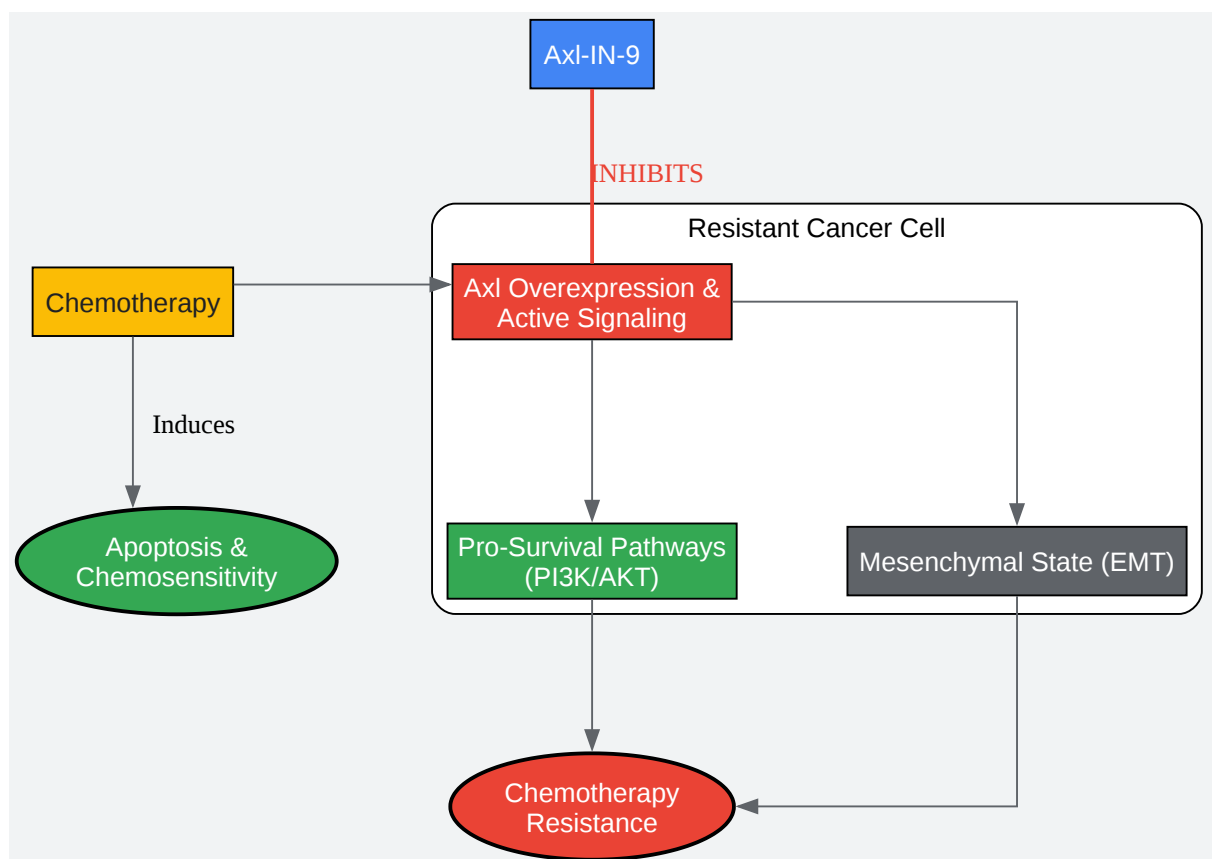 Axl-IN-9
INHIBITS
Resistant Cancer Cell
Chemotherapy
Axl Overexpression &
Active Signaling
Induces
Apoptosis &
Chemosensitivity
Pro-Survival Pathways
(PI3K/AKT)
Mesenchymal State (EMT)
Chemotherapy
Resistance